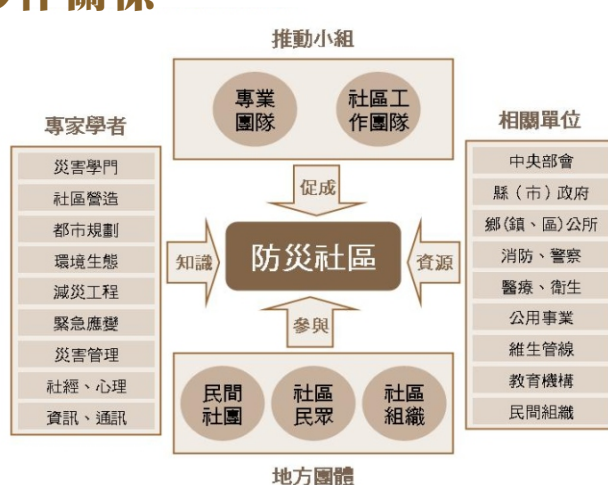 推動小組
專業
團隊
社區工
作團隊
促成
專家學者
災害學門
社區營造
都市規劃
環境生態
減災工程
緊急應變
災害管理
社經、心理
資訊、通訊
知識
防災社區
資源
相關單位
中央部會
縣（市）政府
鄉(鎮、區)公所
消防、警察
醫療、衛生
公用事業
維生管線
教育機構
民間組織
參與
民間
社團
社區
民眾
社區
組織
地方團體